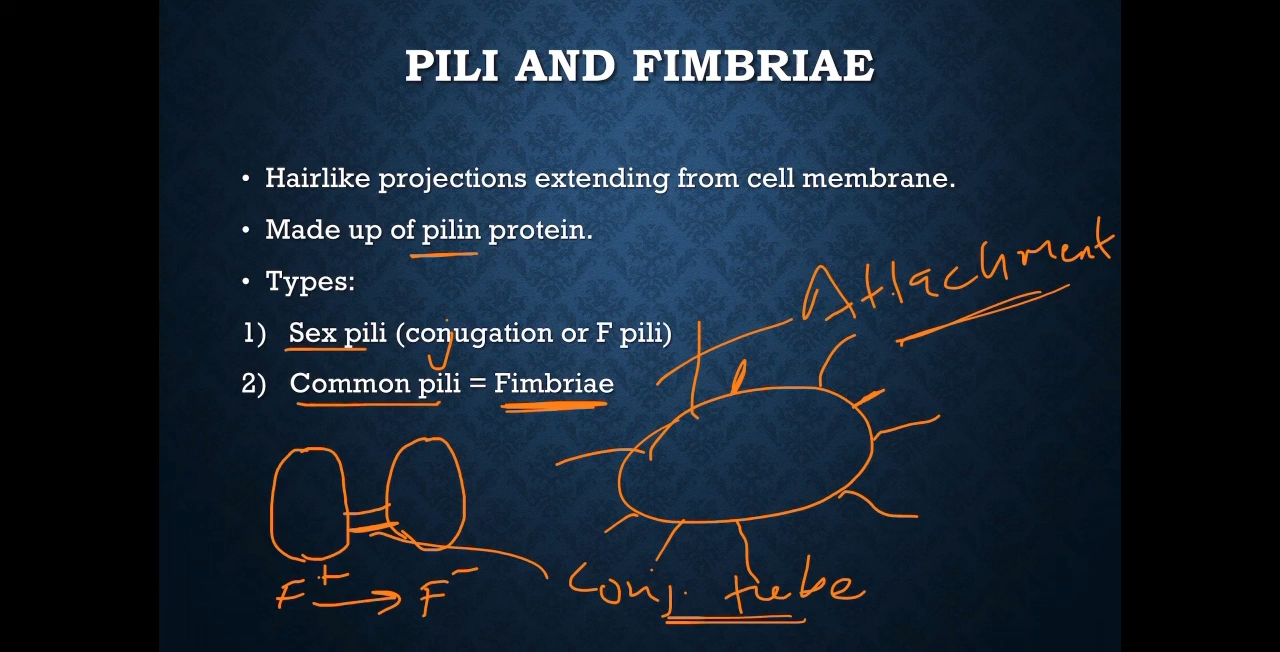 PILI AND FIMBRIAE
• Hairlike projections extending from cell membrane.
• Made up of pilin protein.
• Types:
1) Sex pili (conugation or F pili)
j
2) Common pili = Fimbriae
Attachment
F+ → F-
Conj. tube